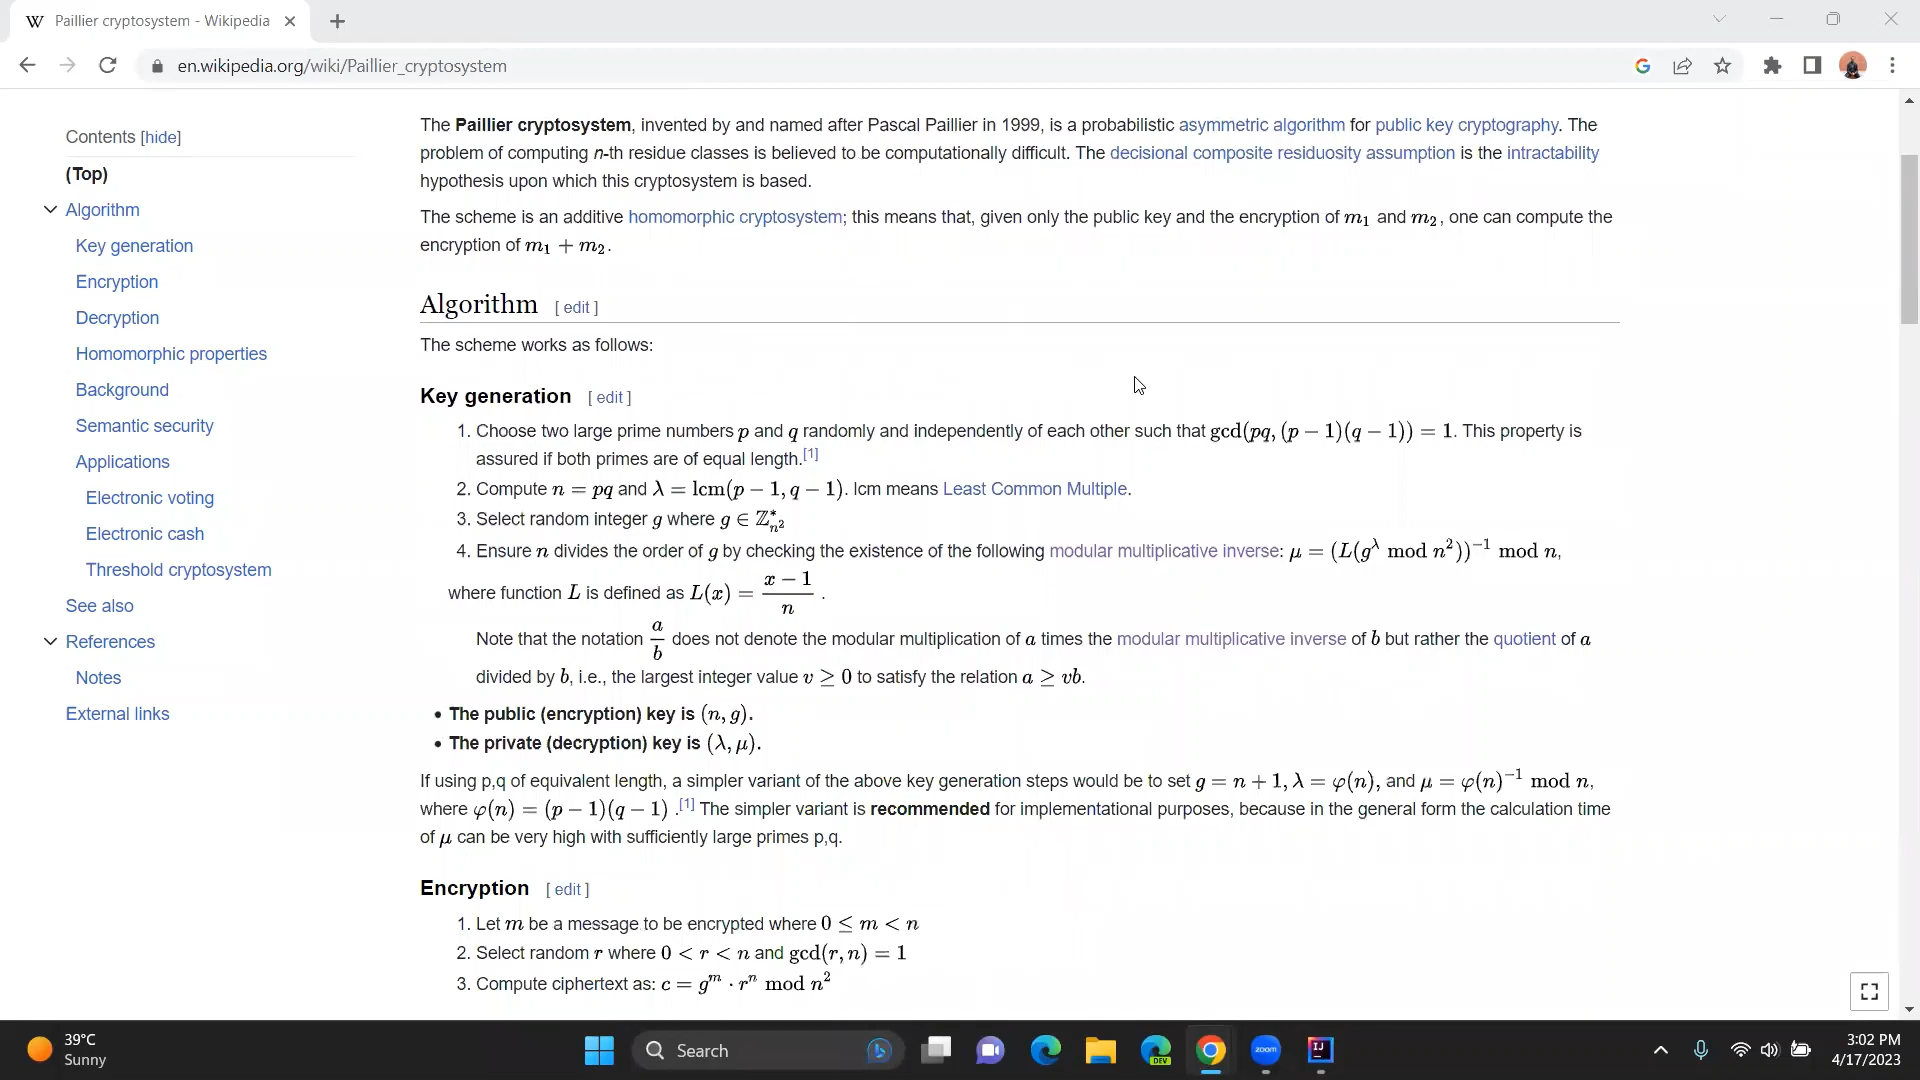 Paillier cryptosystem - Wikipedia
en.wikipedia.org/wiki/Paillier_cryptosystem
Contents [hide]
(Top)
Algorithm
Key generation
Encryption
Decryption
Homomorphic properties
Background
Semantic security
Applications
Electronic voting
Electronic cash
Threshold cryptosystem
See also
References
Notes
External links
The Paillier cryptosystem, invented by and named after Pascal Paillier in 1999, is a probabilistic asymmetric algorithm for public key cryptography. The
problem of computing n-th residue classes is believed to be computationally difficult. The decisional composite residuosity assumption is the intractability
hypothesis upon which this cryptosystem is based.
The scheme is an additive homomorphic cryptosystem; this means that, given only the public key and the encryption of m₁ and m₂, one can compute the
encryption of m₁ + m₂.
Algorithm [ edit ]
The scheme works as follows:
Key generation [ edit ]
1. Choose two large prime numbers p and q randomly and independently of each other such that gcd(pq, (p − 1)(q − 1)) = 1. This property is
assured if both primes are of equal length.[1]
2. Compute n = pq and λ = lcm(p − 1, q − 1). lcm means Least Common Multiple.
3. Select random integer g where g ∈ ℤ*ₙ²
4. Ensure n divides the order of g by checking the existence of the following modular multiplicative inverse: μ = (L(g^λ mod n²))⁻¹ mod n,
where function L is defined as L(x) = (x − 1)/n .
Note that the notation a/b does not denote the modular multiplication of a times the modular multiplicative inverse of b but rather the quotient of a
divided by b, i.e., the largest integer value v ≥ 0 to satisfy the relation a ≥ vb.
• The public (encryption) key is (n, g).
• The private (decryption) key is (λ, μ).
If using p,q of equivalent length, a simpler variant of the above key generation steps would be to set g = n + 1, λ = φ(n), and μ = φ(n)⁻¹ mod n,
where φ(n) = (p − 1)(q − 1) .[1] The simpler variant is recommended for implementational purposes, because in the general form the calculation time
of μ can be very high with sufficiently large primes p,q.
Encryption [ edit ]
1. Let m be a message to be encrypted where 0 ≤ m < n
2. Select random r where 0 < r < n and gcd(r, n) = 1
3. Compute ciphertext as: c = gᵐ · rⁿ mod n²
39°C
Sunny
Search
DEV
zoom
IJ
3:02 PM
4/17/2023